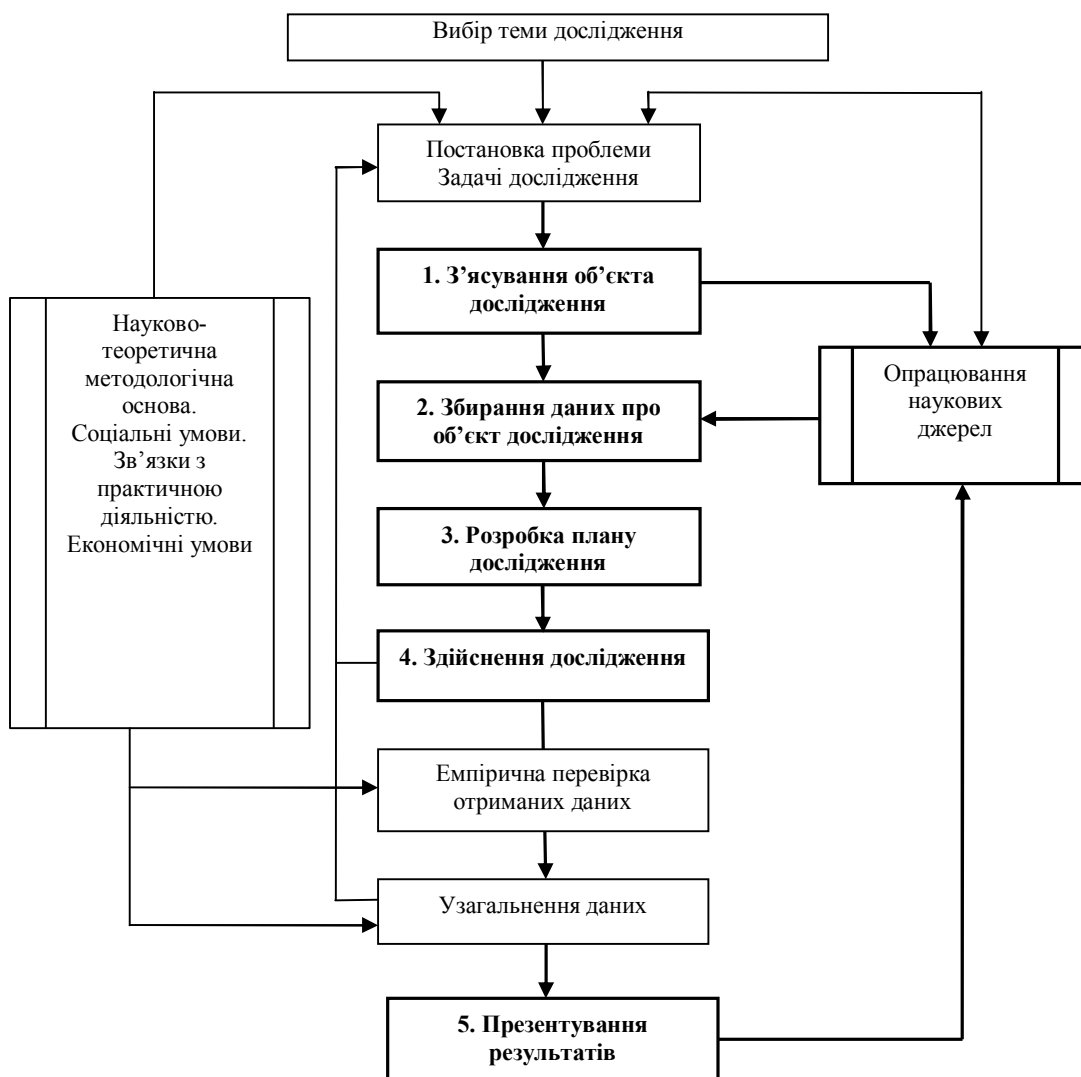 Вибір теми дослідження
Постановка проблеми
Задачі дослідження
1. З’ясування об’єкта
дослідження
Науково-
теоретична
методологічна
основа.
Соціальні умови.
Зв’язки з
практичною
діяльністю.
Економічні умови
Опрацювання
наукових
джерел
2. Збирання даних про
об’єкт дослідження
3. Розробка плану
дослідження
4. Здійснення дослідження
Емпірична перевірка
отриманих даних
Узагальнення даних
5. Презентування
результатів